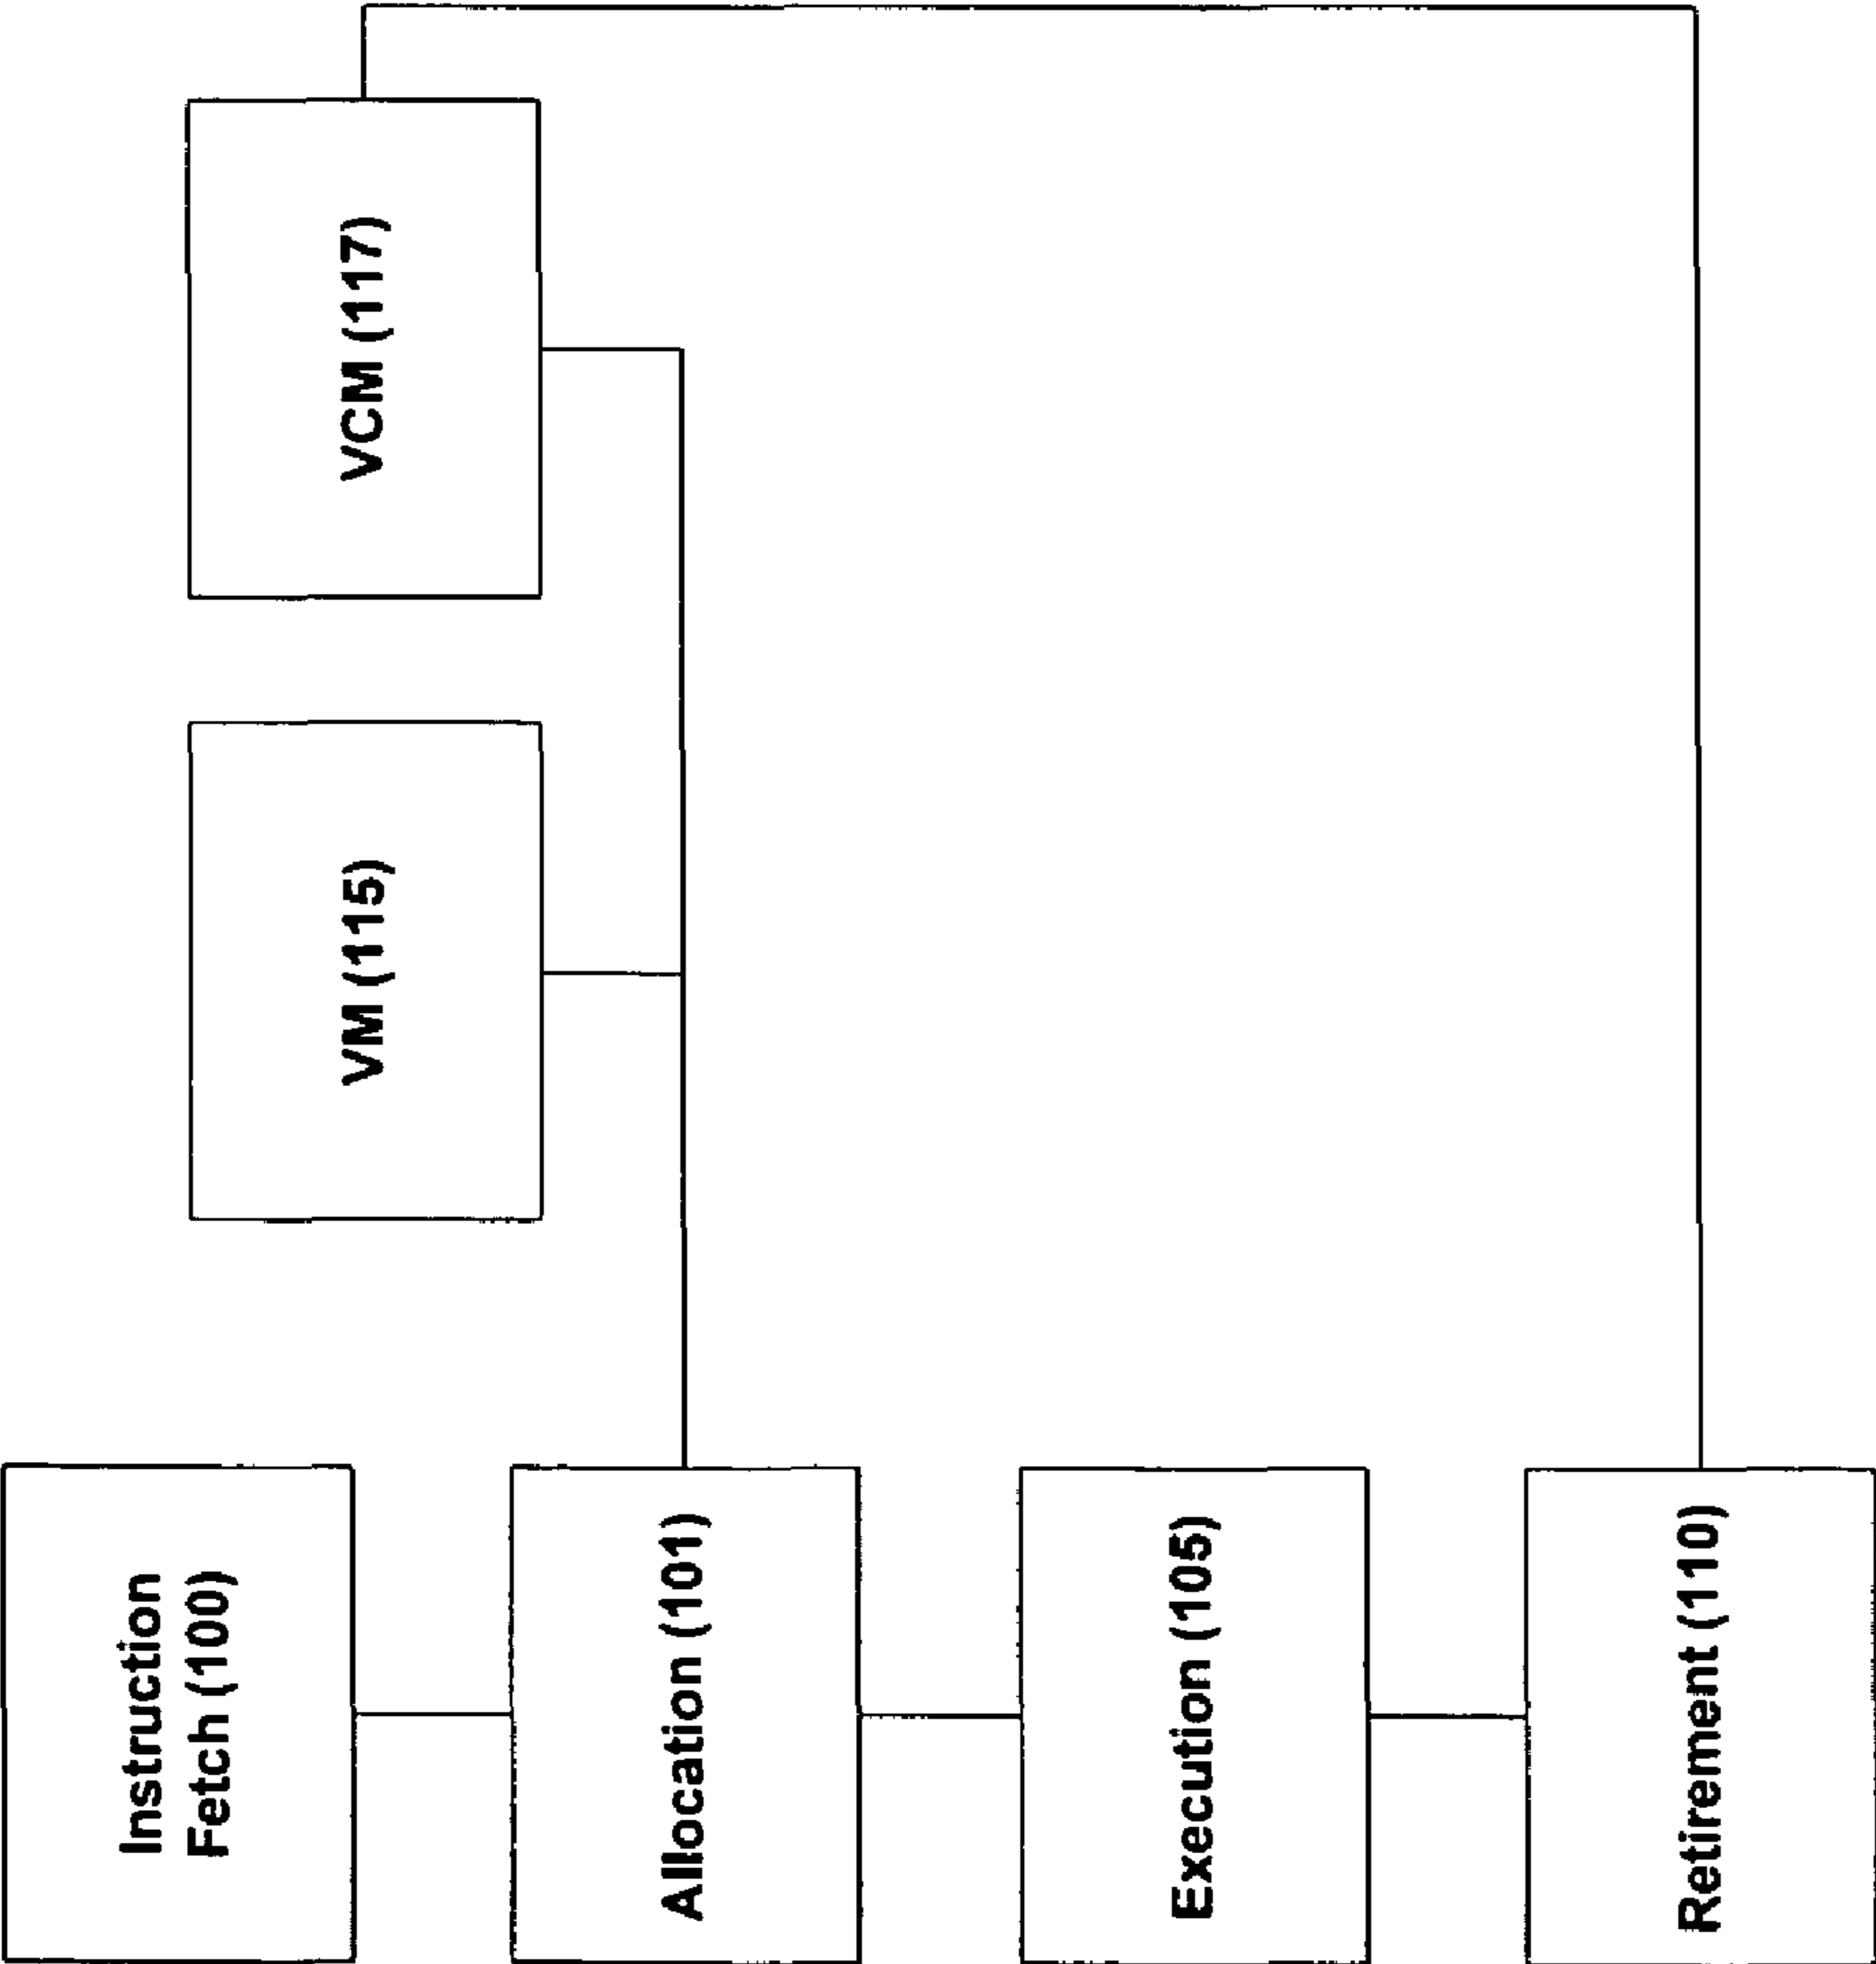 Instruction
Fetch (100)
Allocation (101)
Execution (105)
Retirement (110)
VM (115)
VCM (117)